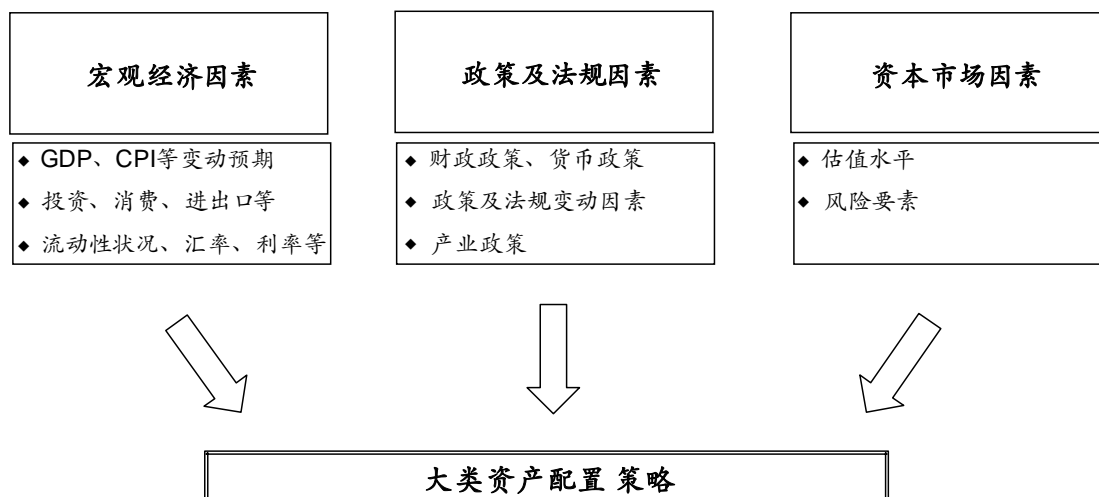 宏观经济因素
◆ GDP、CPI等变动预期
◆ 投资、消费、进出口等
◆ 流动性状况、汇率、利率等
政策及法规因素
◆ 财政政策、货币政策
◆ 政策及法规变动因素
◆ 产业政策
资本市场因素
◆ 估值水平
◆ 风险要素
大类资产配置 策略